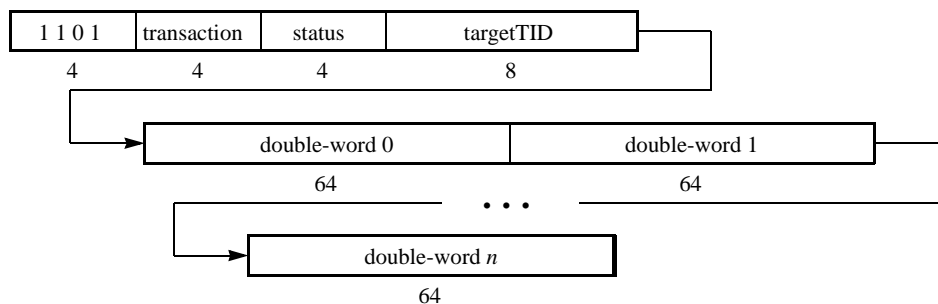 1 1 0 1 transaction status targetTID
4 4 4 8
double-word 0 double-word 1
64 64
• • •
double-word n
64